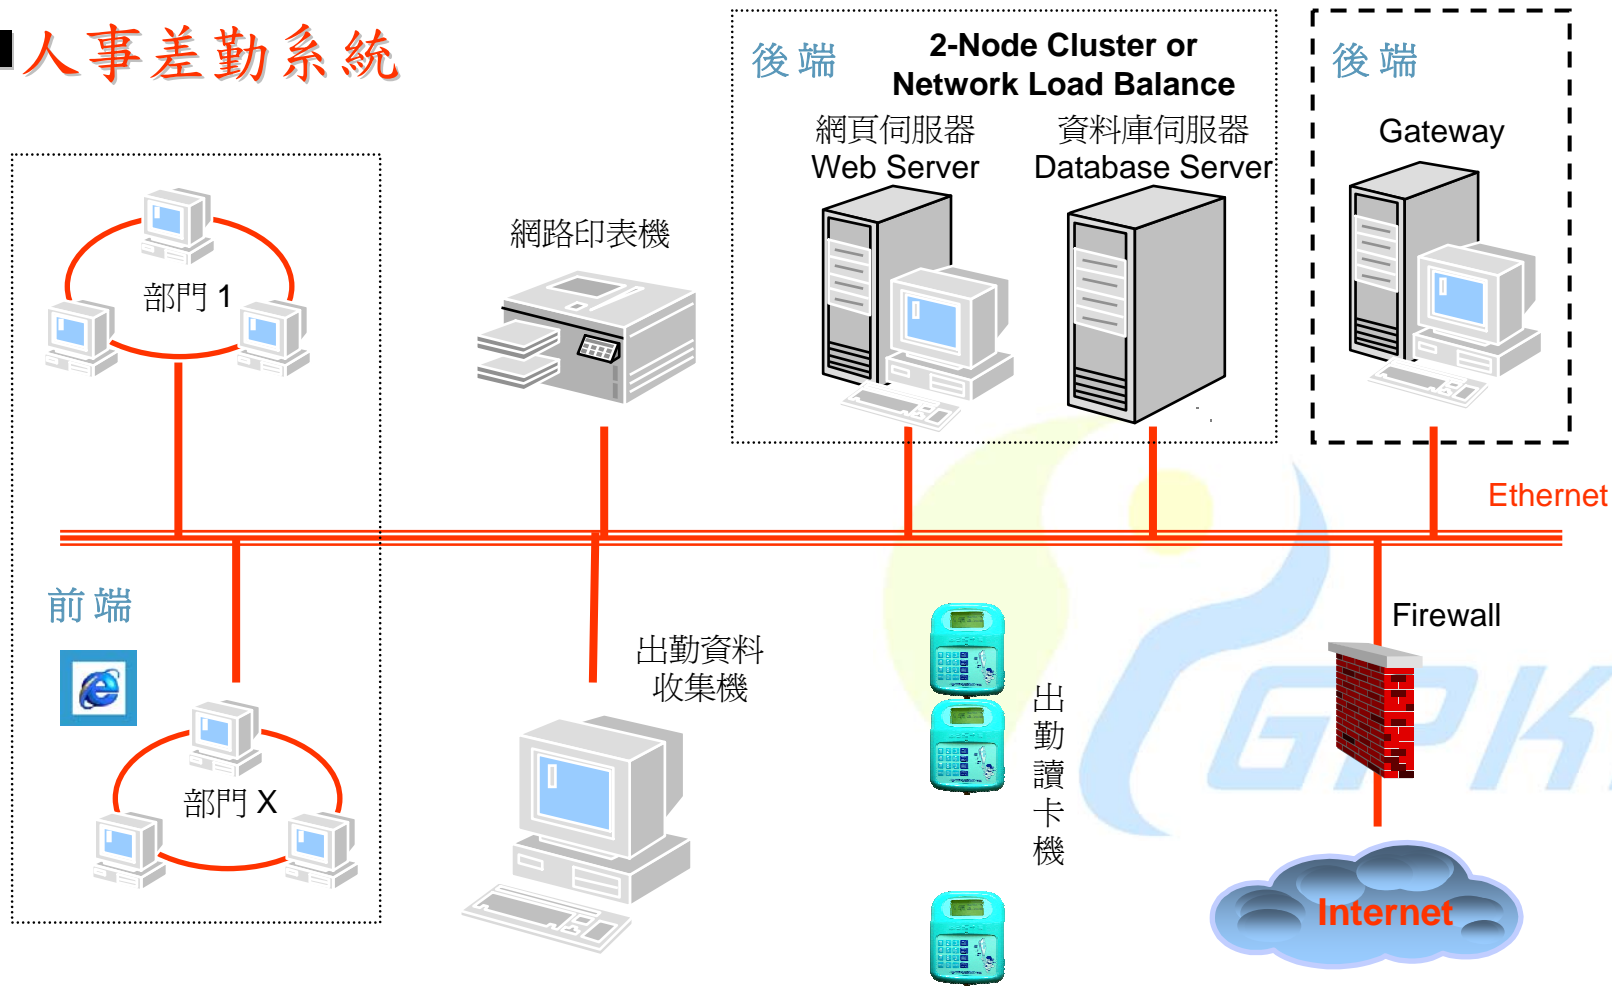 人事差勤系統
後端
2-Node Cluster or
Network Load Balance
網頁伺服器
Web Server
資料庫伺服器
Database Server
後端
Gateway
部門 1
網路印表機
Ethernet
前端
部門 X
出勤資料
收集機
出勤讀卡機
Firewall
Internet
GPK